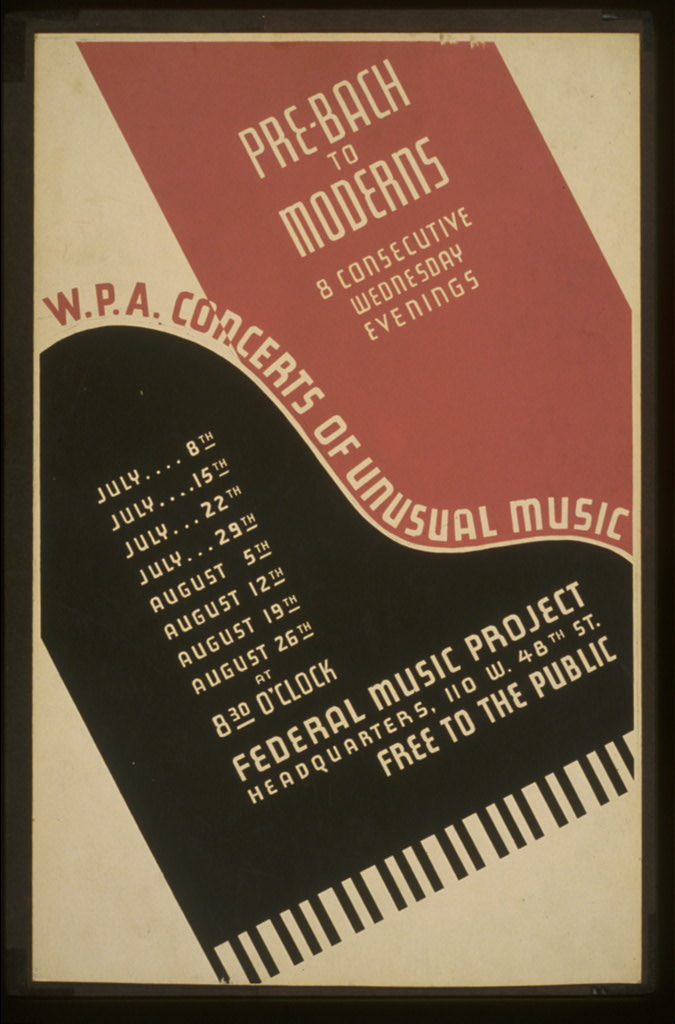 PRE-BACH
TO
MODERNS
8 CONSECUTIVE
WEDNESDAY
EVENINGS
W.P.A. CONCERTS OF UNUSUAL MUSIC
JULY.... 8TH
JULY....15TH
JULY... 22TH
JULY... 29TH
AUGUST 5TH
AUGUST 12TH
AUGUST 19TH
AUGUST 26TH
AT
830 O'CLOCK
FEDERAL MUSIC PROJECT
HEADQUARTERS, 110 W. 48TH ST.
FREE TO THE PUBLIC